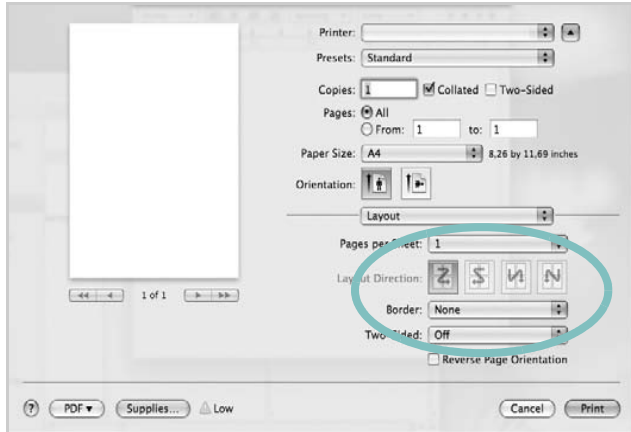 Printer:
Presets: Standard
Copies: 1 Collated Two-Sided
Pages: All
From: 1 to: 1
Paper Size: A4 8,26 by 11,69 inches
Orientation:
Layout
Pages per Sheet: 1
Layout Direction:
Border: None
Two-Sided: Off
Reverse Page Orientation
1 of 1
? PDF Supplies... Low Cancel Print